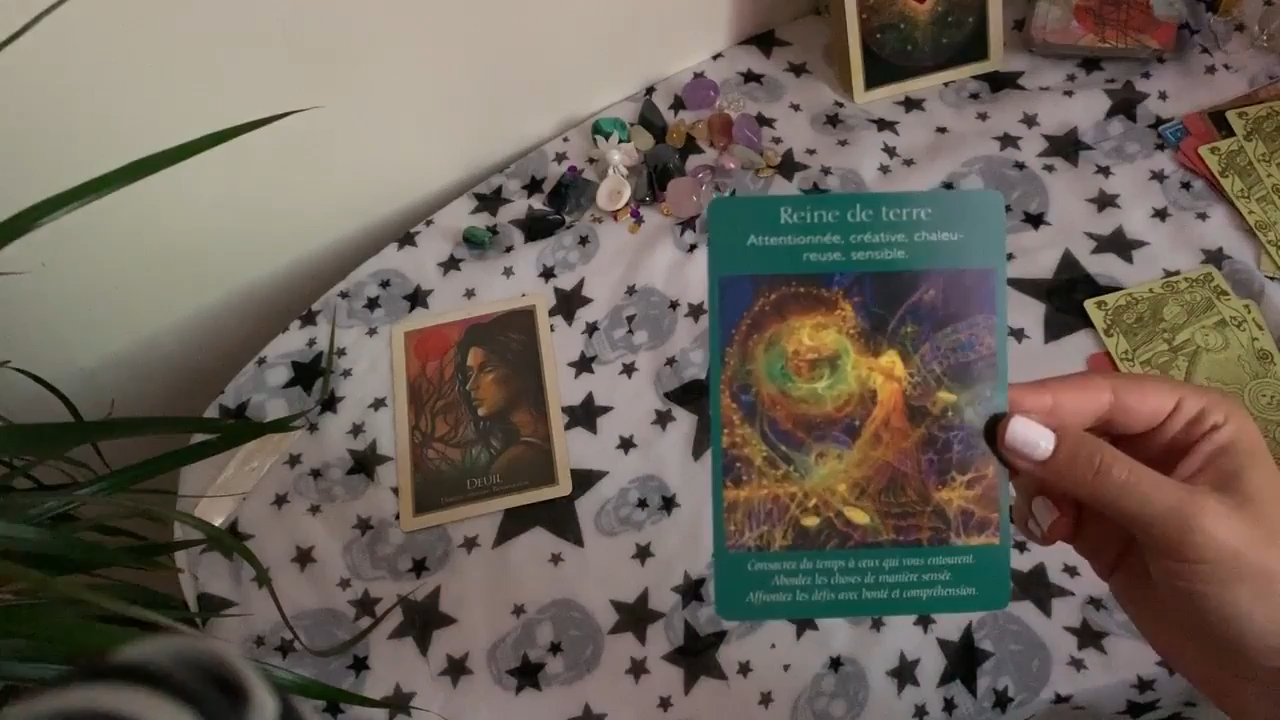 Reine de terre
Attentionnée, créative, chaleu-
reuse, sensible.
DEUIL
Consacrez du temps à ceux qui vous entourent.
Abordez les choses de manière sensée.
Affrontez les défis avec bonté et compréhension.